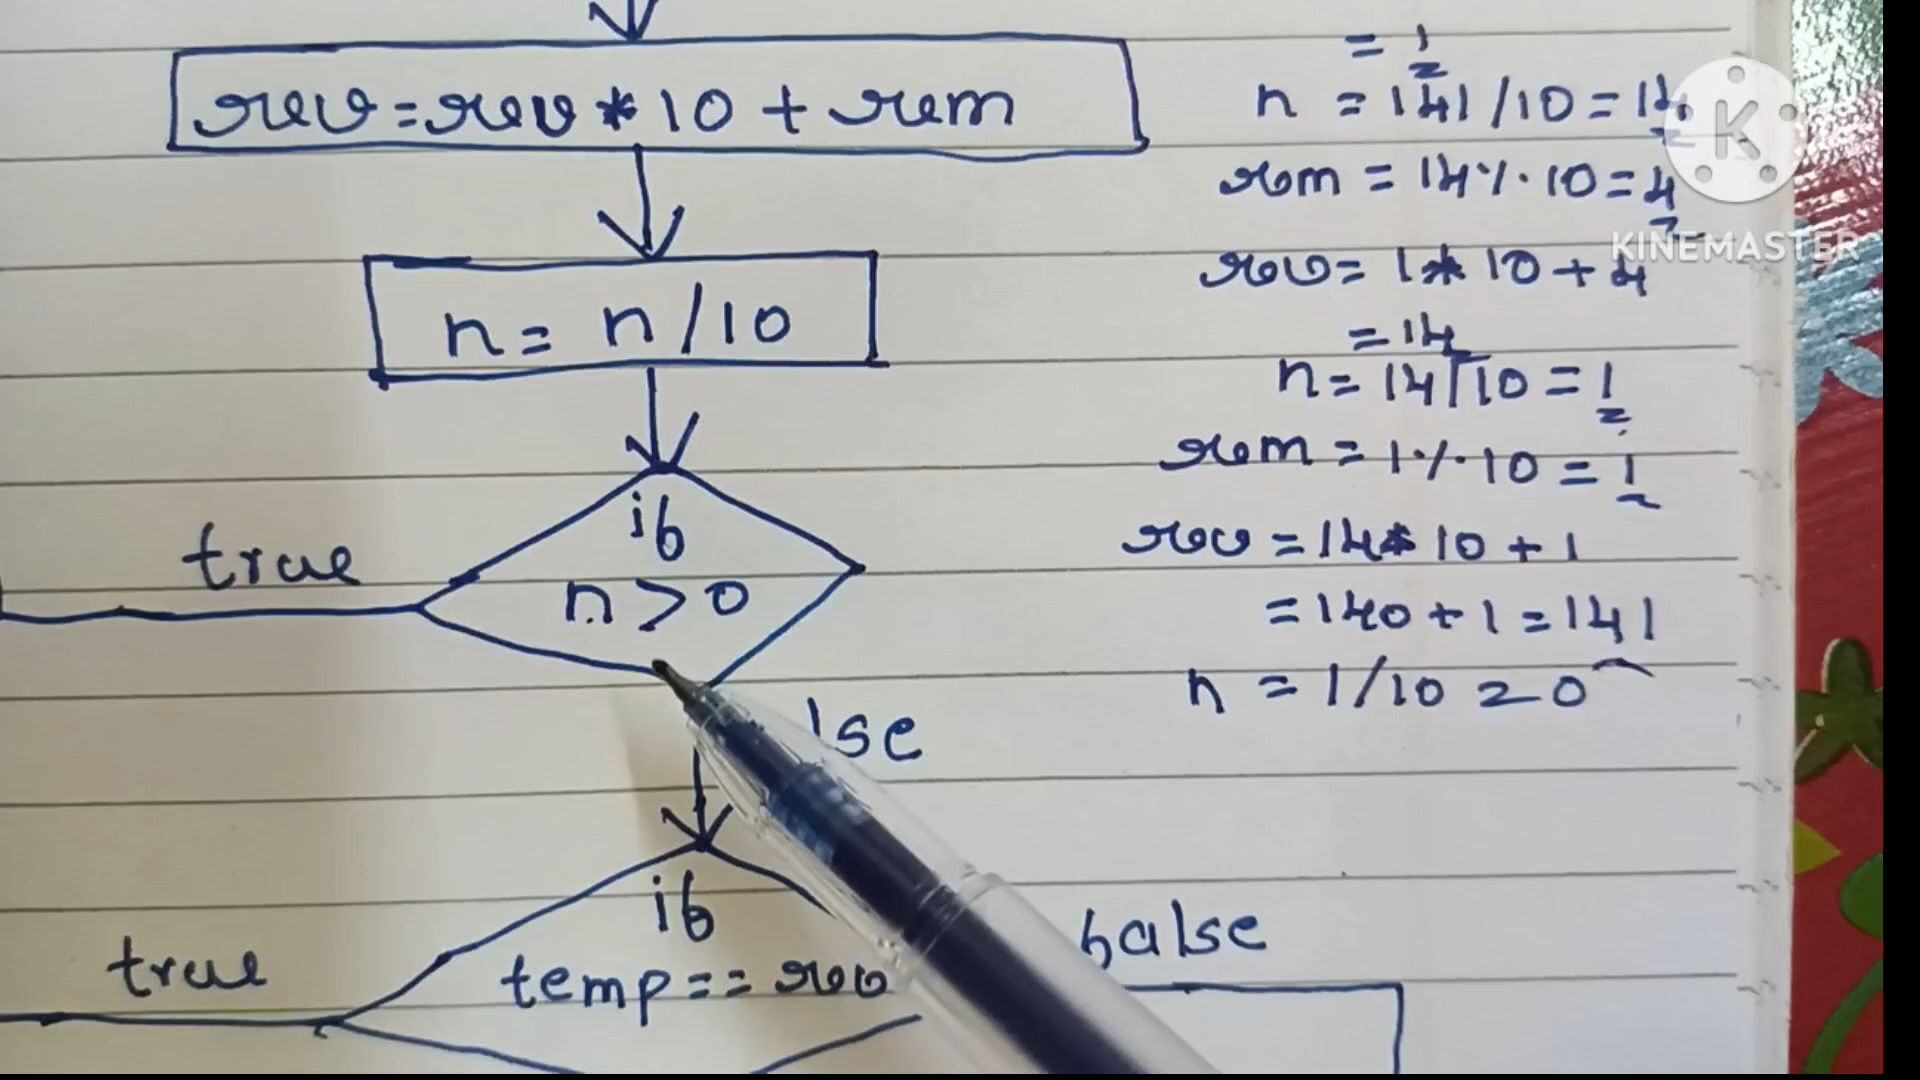 rev = rev * 10 + rem
n = n / 10
if
n > 0
true
lse
if
temp == rev
true
false
= 1
n = 141 / 10 = 14
rem = 14 % 10 = 4
rev = 1 * 10 + 4
= 14
n = 14 / 10 = 1
rem = 1 % 10 = 1
rev = 14 * 10 + 1
= 140 + 1 = 141
n = 1 / 10 = 0
K
KINEMASTER